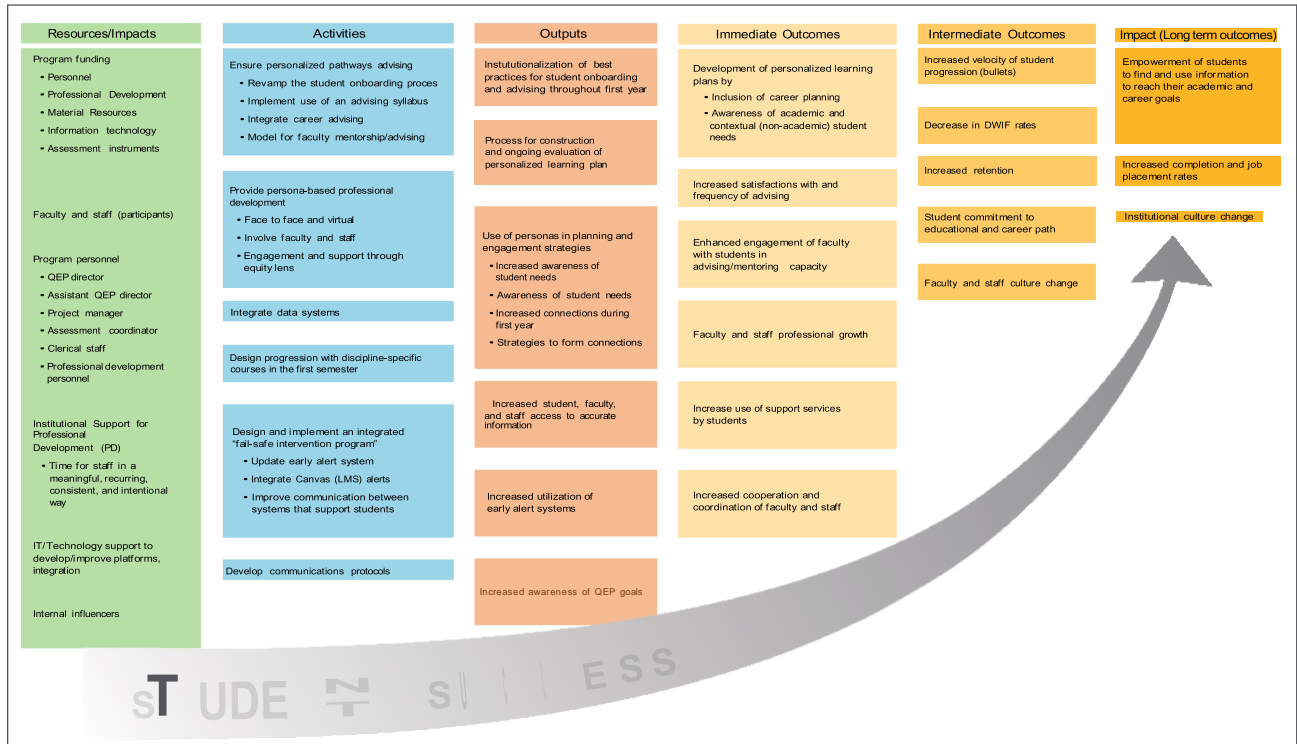 Resources/Impacts
Program funding
• Personnel
• Professional Development
• Material Resources
• Information technology
• Assessment instruments
Faculty and staff (participants)
Program personnel
• QEP director
• Assistant QEP director
• Project manager
• Assessment coordinator
• Clerical staff
• Professional development
personnel
Institutional Support for
Professional
Development (PD)
• Time for staff in a
meaningful, recurring,
consistent, and intentional
way
IT/Technology support to
develop/improve platforms,
integration
Internal influencers
Activities
Ensure personalized pathways advising
• Revamp the student onboarding proces
• Implement use of an advising syllabus
• Integrate career advising
• Model for faculty mentorship/advising
Provide persona-based professional
development
• Face to face and virtual
• Involve faculty and staff
• Engagement and support through
equity lens
Integrate data systems
Design progression with discipline-specific
courses in the first semester
Design and implement an integrated
“fail-safe intervention program”
• Update early alert system
• Integrate Canvas (LMS) alerts
• Improve communication between
systems that support students
Develop communications protocols
Outputs
Instutulionalization of best
practices for student onboarding
and advising throughout first year
Process for construction
and ongoing evaluation of
personalized learning plan
Use of personas in planning and
engagement strategies
• Increased awareness of
student needs
• Awareness of student needs
• Increased connections during
first year
• Strategies to form connections
Increased student, faculty,
and staff access to accurate
information
Increased utilization of
early alert systems
Increased awareness of QEP goals
Immediate Outcomes
Development of personalized learning
plans by
• Inclusion of career planning
• Awareness of academic and
contextual (non-academic) student
needs
Increased satisfactions with and
frequency of advising
Enhanced engagement of faculty
with students in
advising/mentoring capacity
Faculty and staff professional growth
Increase use of support services
by students
Increased cooperation and
coordination of faculty and staff
Intermediate Outcomes
Increased velocity of student
progression (bullets)
Decrease in DWIF rates
Increased retention
Student commitment to
educational and career path
Faculty and staff culture change
Impact (Long term outcomes)
Empowerment of students
to find and use information
to reach their academic and
career goals
Increased completion and job
placement rates
Institutional culture change